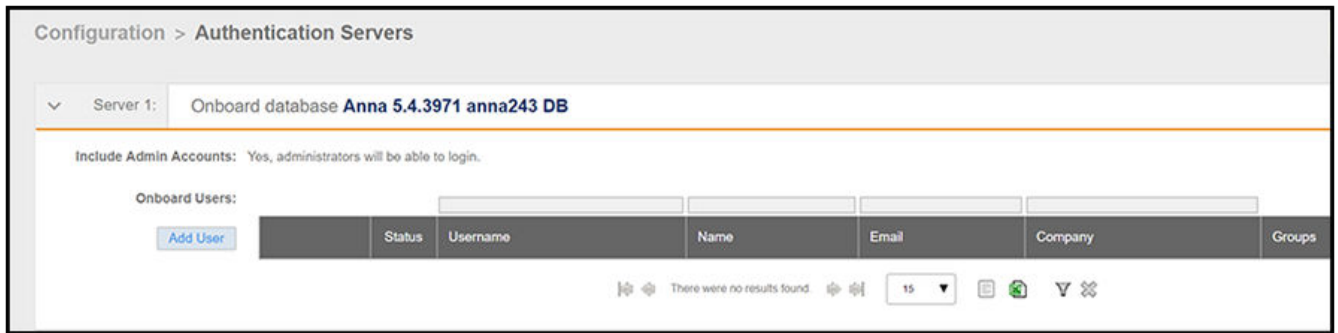 Configuration > Authentication Servers
Server 1: Onboard database Anna 5.4.3971 anna243 DB
Include Admin Accounts: Yes, administrators will be able to login.
Onboard Users:
Add User Status Username Name Email Company Groups
There were no results found 15